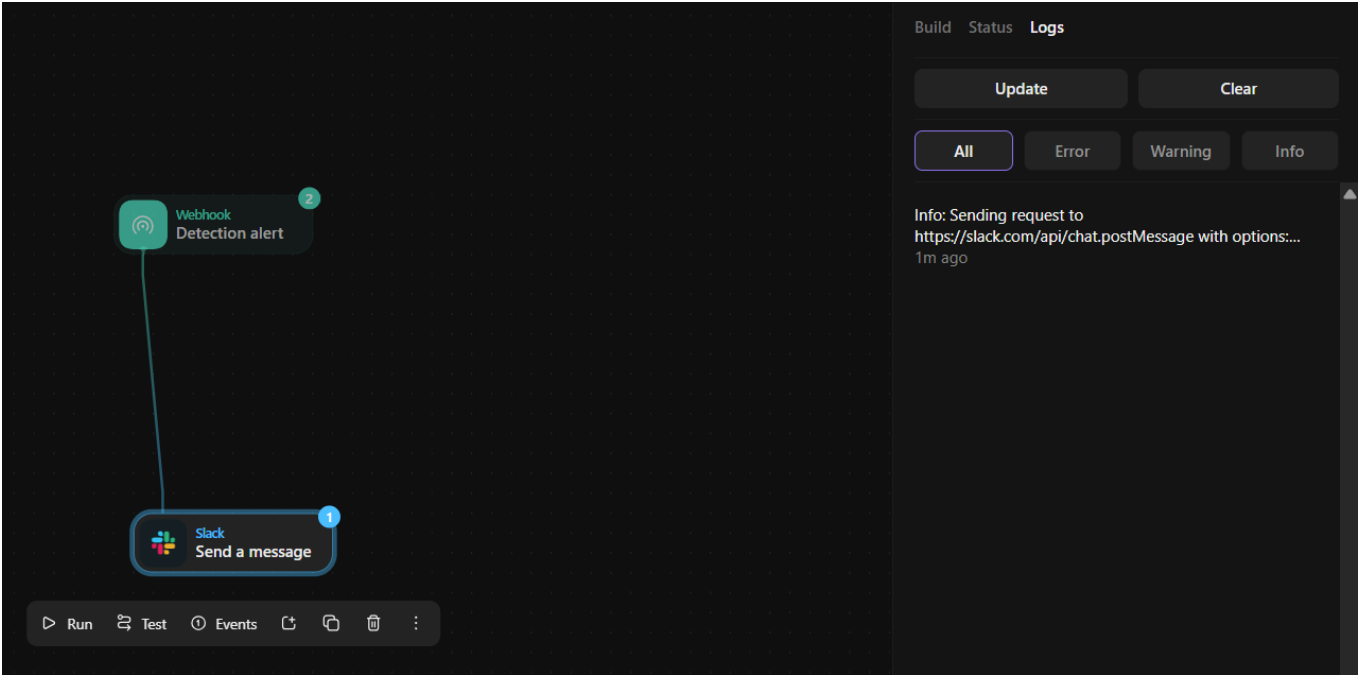 Build Status Logs
Update Clear
All Error Warning Info
Info: Sending request to
https://slack.com/api/chat.postMessage with options:...
1m ago
2
Webhook
Detection alert
1
Slack
Send a message
Run Test 1 Events